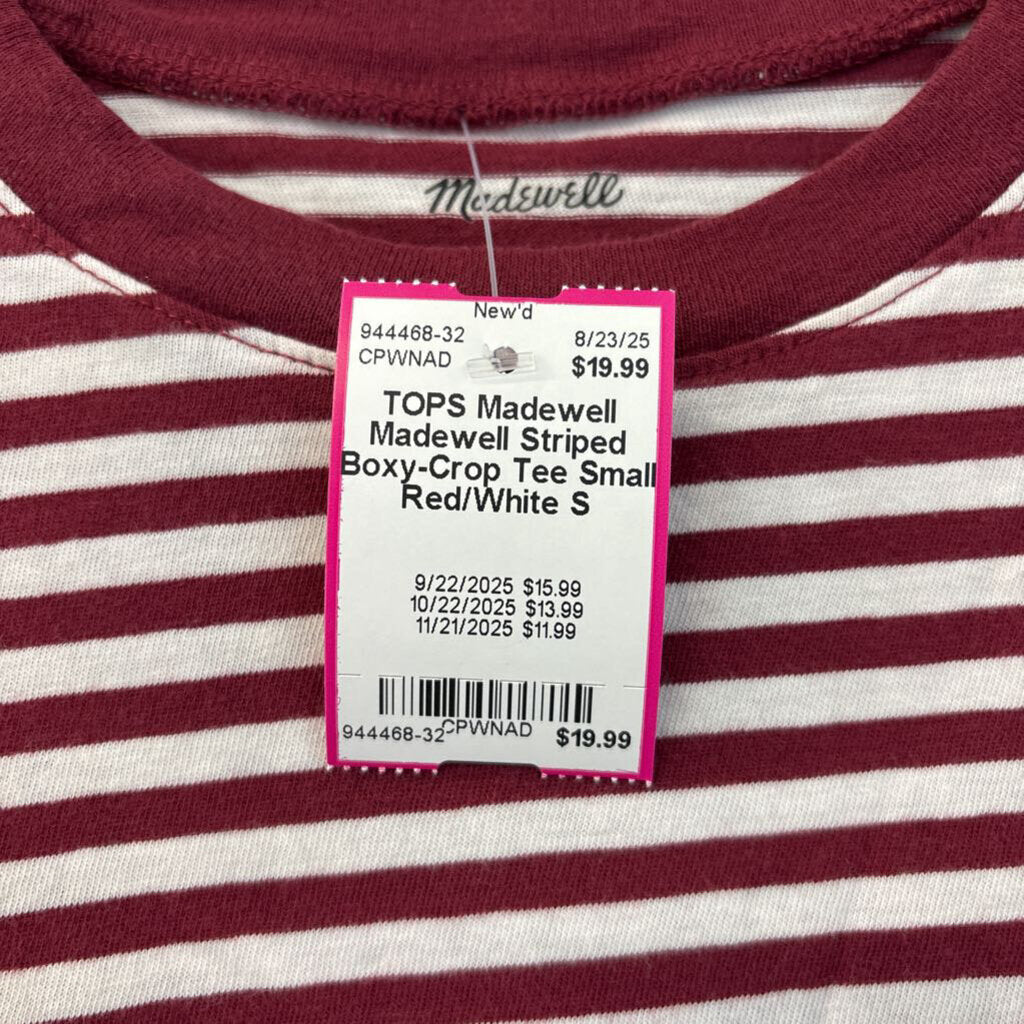 Madewell
New'd
944468-32 8/23/25
CPWNAD $19.99
TOPS Madewell
Madewell Striped
Boxy-Crop Tee Small
Red/White S
9/22/2025 $15.99
10/22/2025 $13.99
11/21/2025 $11.99
944468-32 CPWNAD $19.99